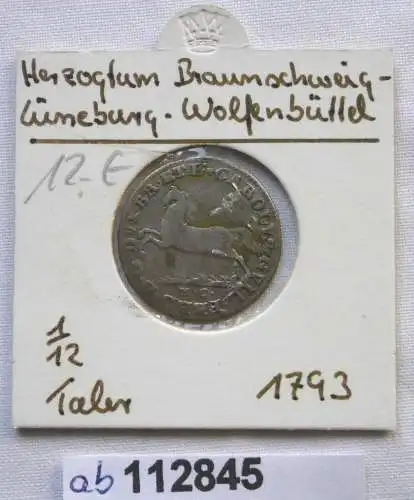 Herzogtum Braunschweig-
Lüneburg. Wolfenbüttel
12.-E
1/12
Taler
1793
ab 112845